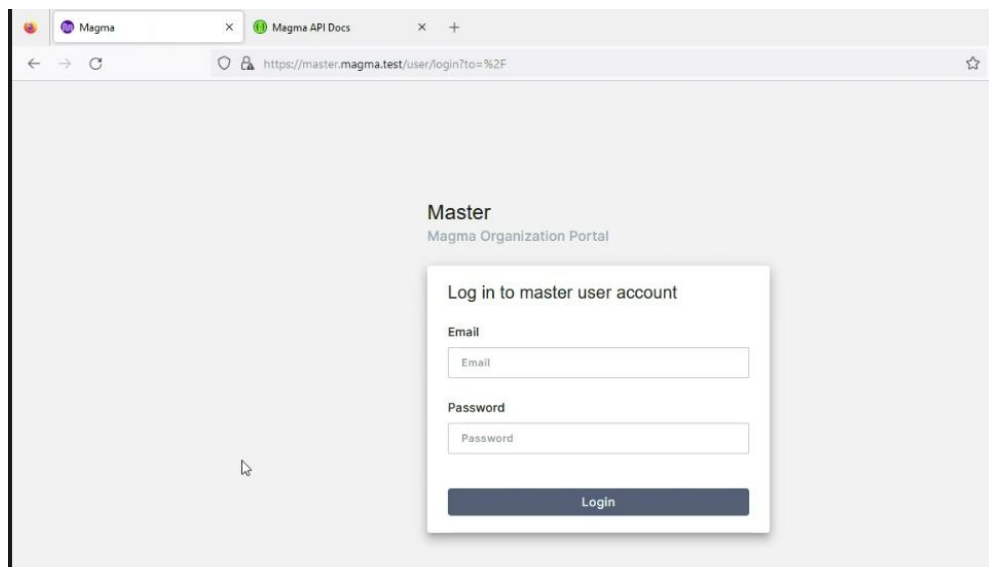 Magma
Magma API Docs
https://master.magma.test/user/login?to=%2F
Master
Magma Organization Portal
Log in to master user account
Email
Email
Password
Password
Login